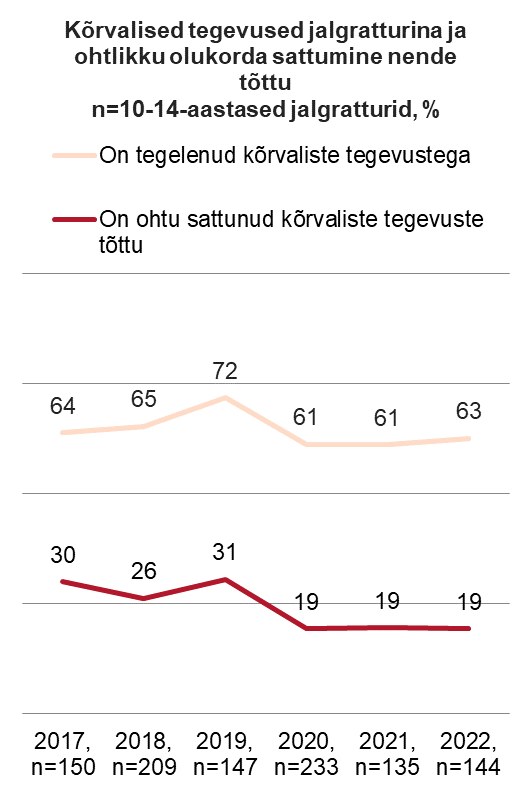 Kõrvalised tegevused jalgratturina ja
ohtlikku olukorda sattumine nende
tõttu
n=10-14-aastased jalgratturid, %
On tegelenud kõrvaliste tegevustega
On ohtu sattunud kõrvaliste tegevuste
tõttu
64 65 72 61 61 63
30 26 31 19 19 19
2017, 2018, 2019, 2020, 2021, 2022,
n=150 n=209 n=147 n=233 n=135 n=144